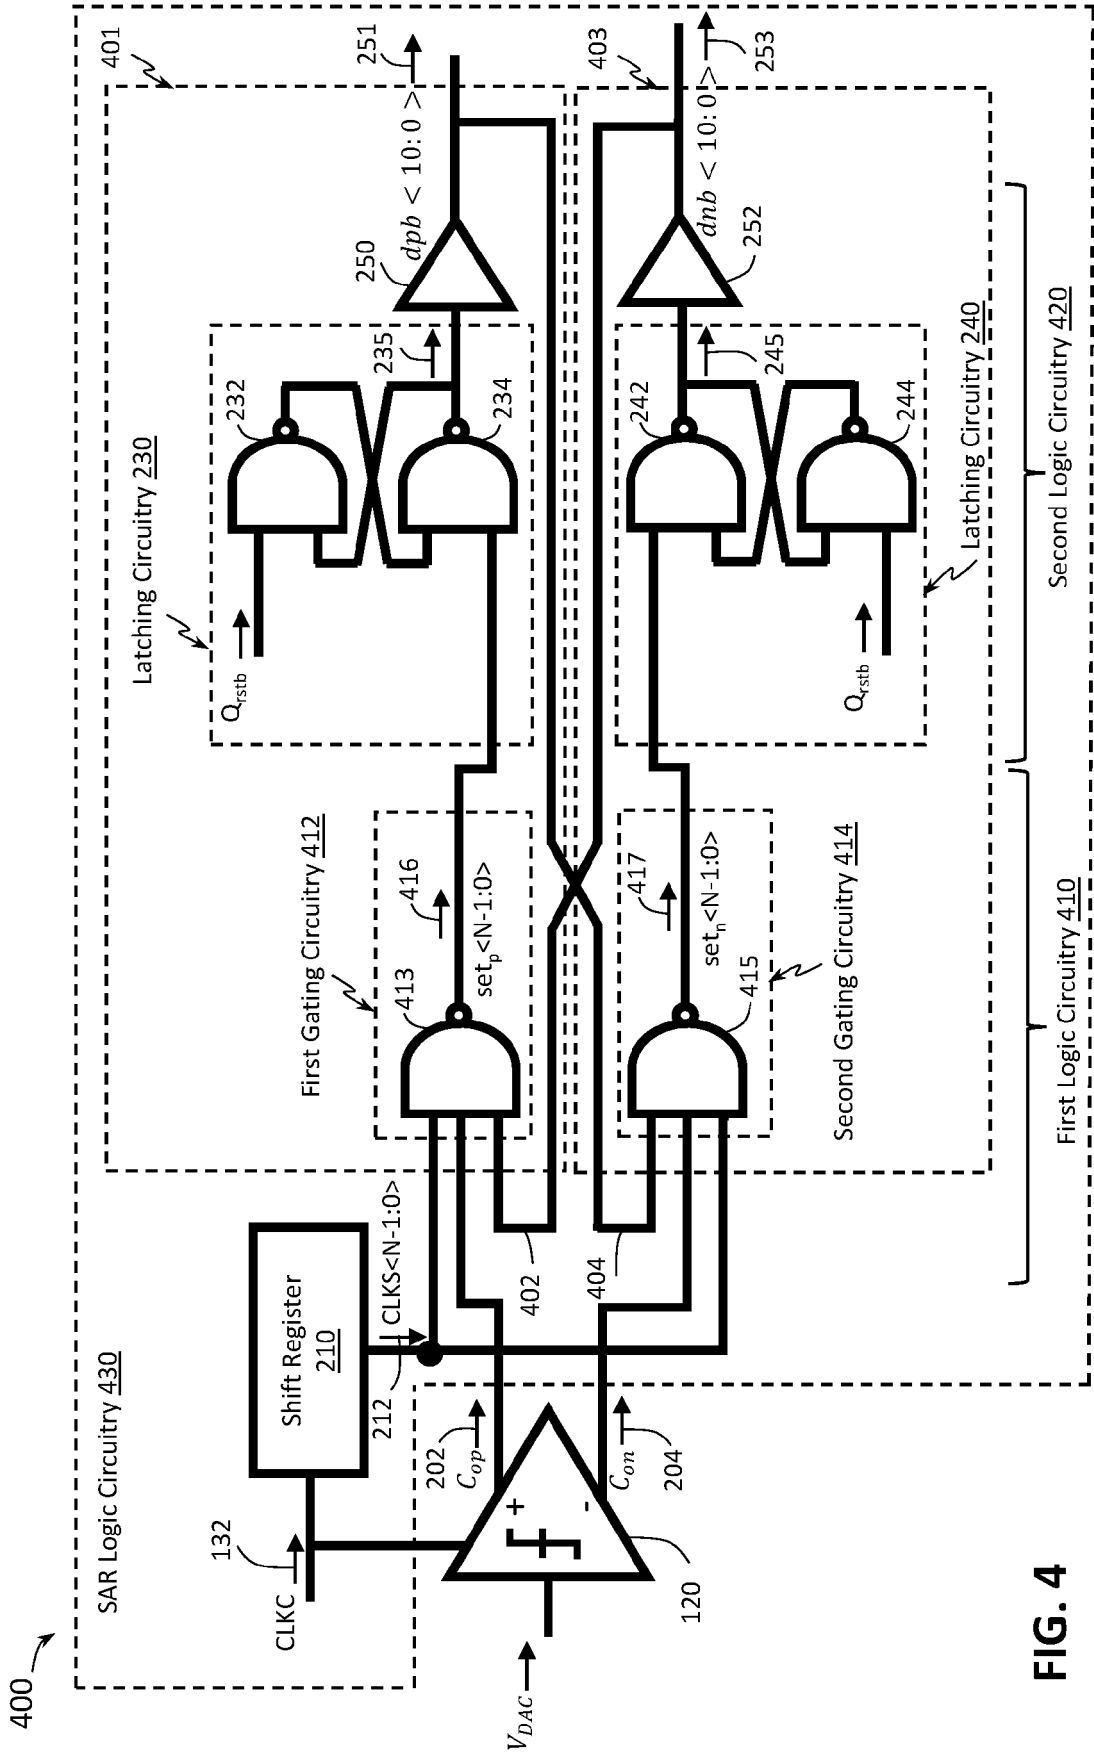 400
SAR Logic Circuitry 430
132
CLKC
Shift Register
210
212
CLKS<N-1:0>
V_DAC
120
+
-
202
C_op
C_on
204
402
404
401
First Gating Circuitry 412
413
416
set_p<N-1:0>
417
set_n<N-1:0>
415
Second Gating Circuitry 414
Latching Circuitry 230
Q_rstb
232
234
235
250
dpb < 10: 0 >
251
403
242
244
245
252
dnb < 10: 0 >
253
Q_rstb
Latching Circuitry 240
First Logic Circuitry 410
Second Logic Circuitry 420
FIG. 4